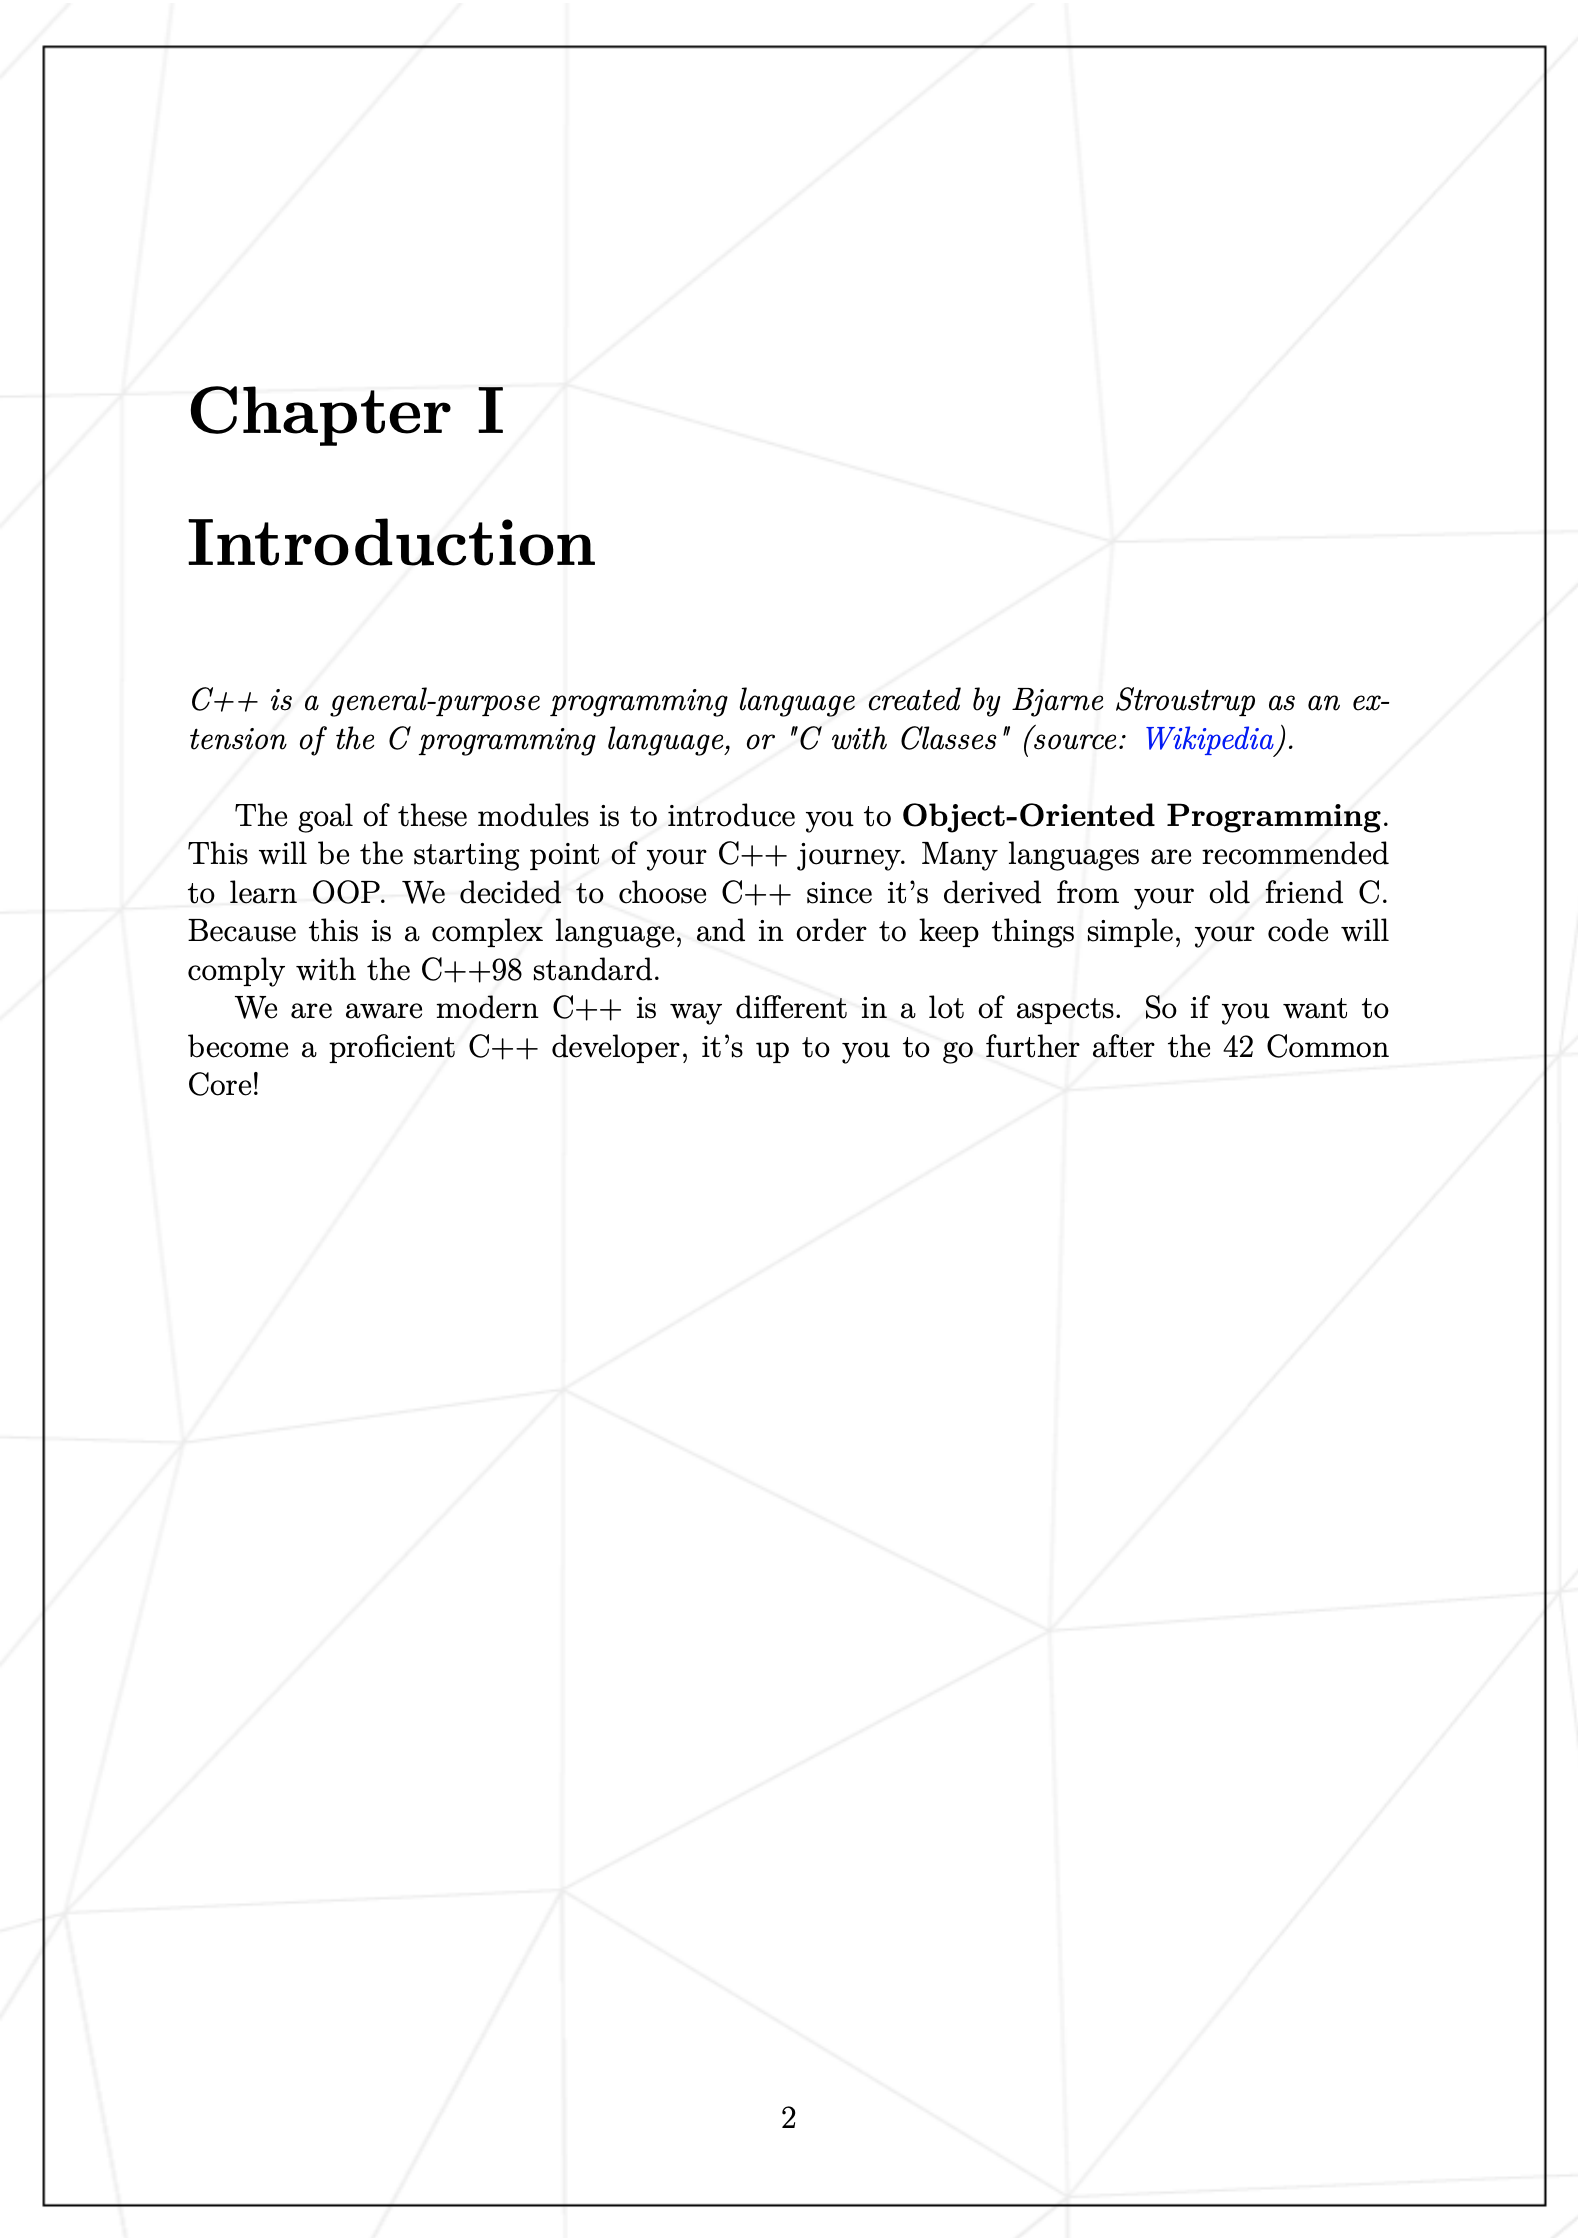 Chapter I
Introduction
C++ is a general-purpose programming language created by Bjarne Stroustrup as an ex-
tension of the C programming language, or "C with Classes" (source: Wikipedia).
The goal of these modules is to introduce you to Object-Oriented Programming.
This will be the starting point of your C++ journey. Many languages are recommended
to learn OOP. We decided to choose C++ since it's derived from your old friend C.
Because this is a complex language, and in order to keep things simple, your code will
comply with the C++98 standard.
We are aware modern C++ is way different in a lot of aspects. So if you want to
become a proficient C++ developer, it's up to you to go further after the 42 Common
Core!
2